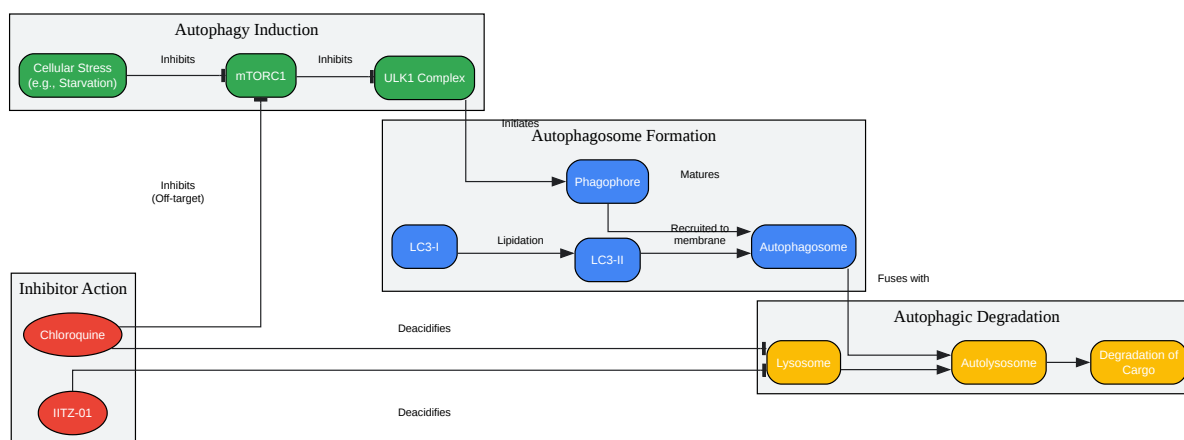 Autophagy Induction
Cellular Stress
(e.g., Starvation)
Inhibits
mTORC1
Inhibits
ULK1 Complex
Initiates
Autophagosome Formation
Phagophore
Matures
Inhibits
(Off-target)
LC3-I
Lipidation
LC3-II
Recruited to
membrane
Autophagosome
Fuses with
Inhibitor Action
Chloroquine
IITZ-01
Deacidifies
Deacidifies
Autophagic Degradation
Lysosome
Autolysosome
Degradation of
Cargo